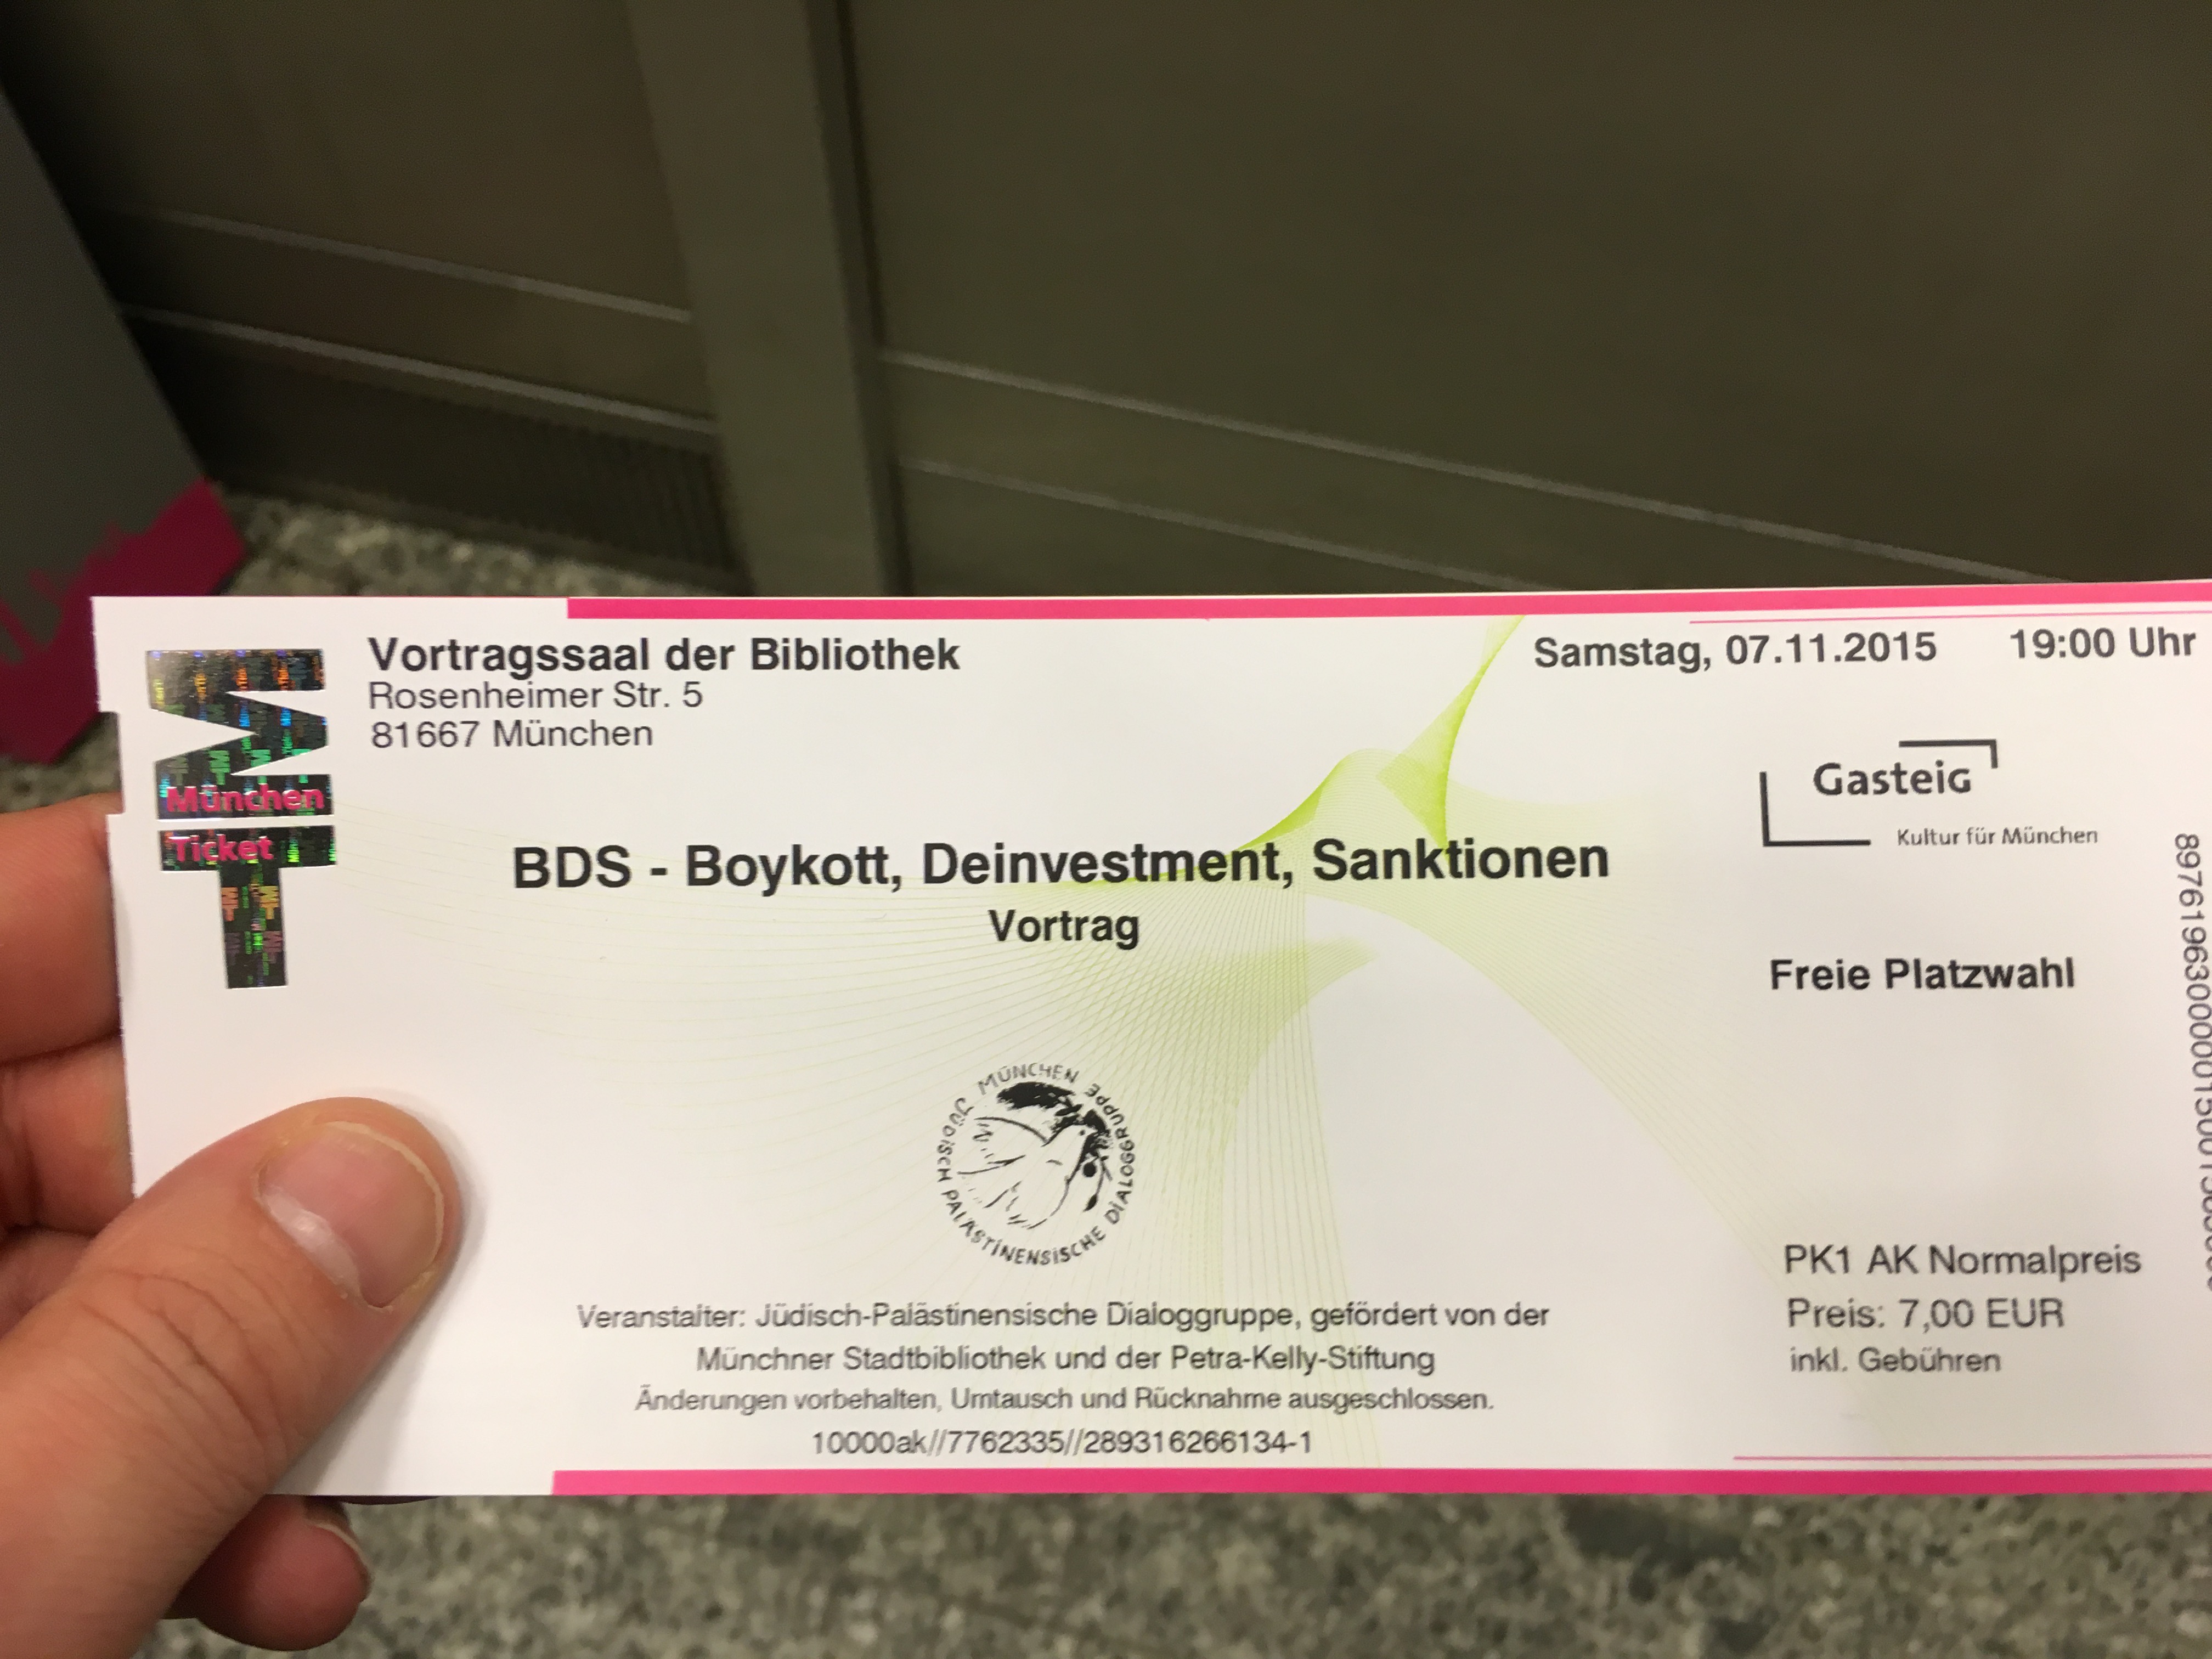 Vortragssaal der Bibliothek
Rosenheimer Str. 5
81667 München
Samstag, 07.11.2015 19:00 Uhr
München
Ticket
Gasteig
Kultur für München
BDS - Boykott, Deinvestment, Sanktionen
Vortrag
Freie Platzwahl
MÜNCHEN
JÜDISCH PALÄSTINENSISCHE DIALOGGRUPPE
PK1 AK Normalpreis
Preis: 7,00 EUR
inkl. Gebühren
Veranstalter: Jüdisch-Palästinensische Dialoggruppe, gefördert von der
Münchner Stadtbibliothek und der Petra-Kelly-Stiftung
Änderungen vorbehalten, Umtausch und Rücknahme ausgeschlossen.
10000ak//7762335//289316266134-1